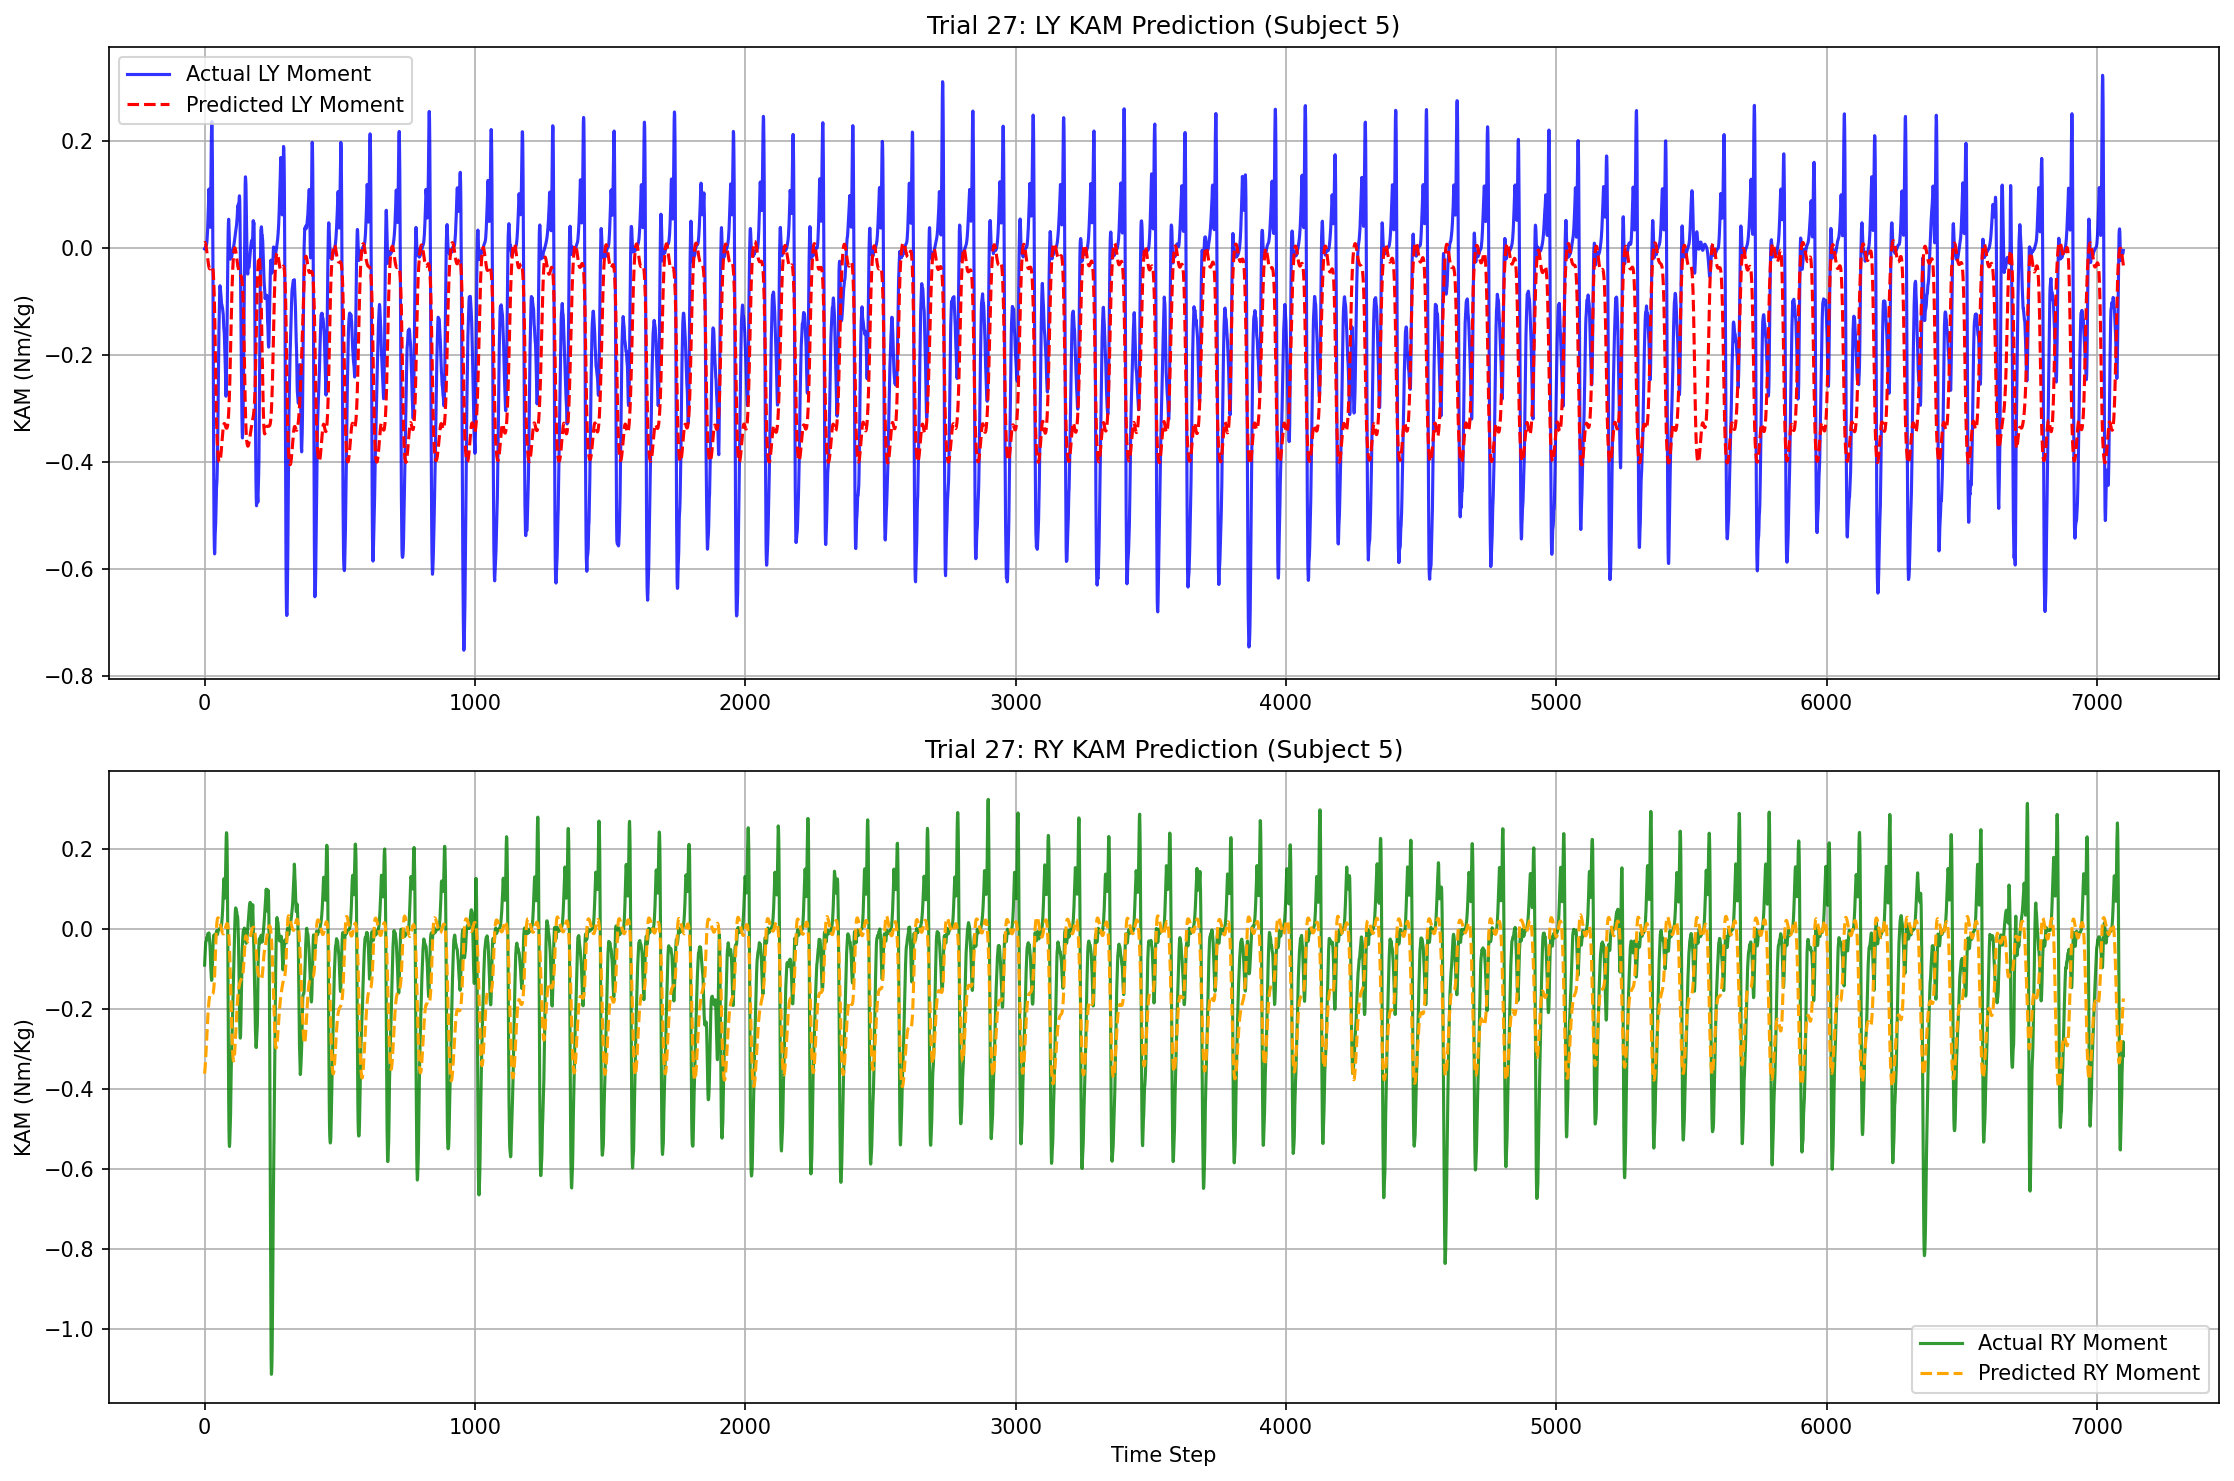 Trial 27: LY KAM Prediction (Subject 5)
Actual LY Moment
Predicted LY Moment
KAM (Nm/Kg)
0.2
0.0
−0.2
−0.4
−0.6
−0.8
0 1000 2000 3000 4000 5000 6000 7000
Trial 27: RY KAM Prediction (Subject 5)
KAM (Nm/Kg)
0.2
0.0
−0.2
−0.4
−0.6
−0.8
−1.0
Actual RY Moment
Predicted RY Moment
0 1000 2000 3000 4000 5000 6000 7000
Time Step